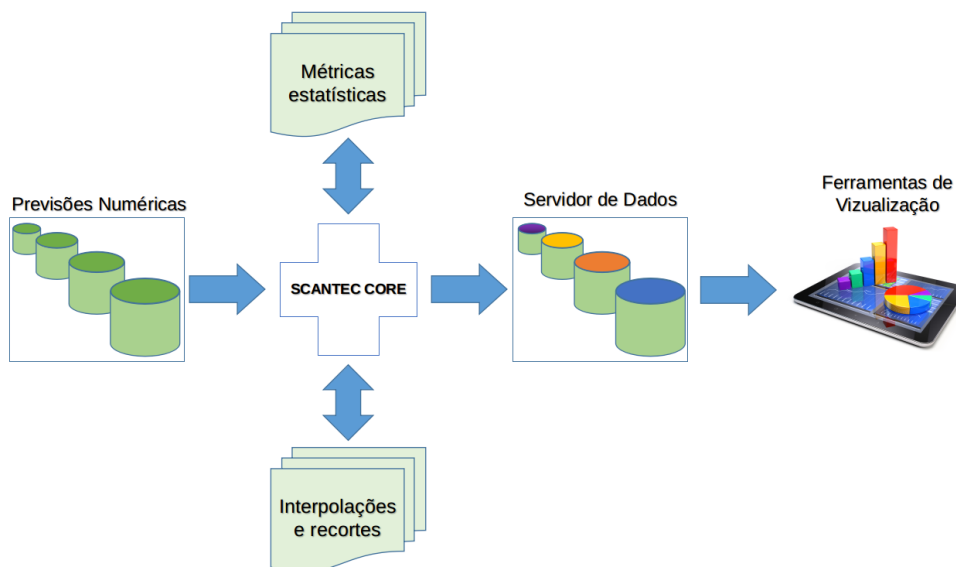 Métricas
estatísticas
Previsões Numéricas
SCANTEC CORE
Servidor de Dados
Ferramentas de
Vizualização
Interpolações
e recortes